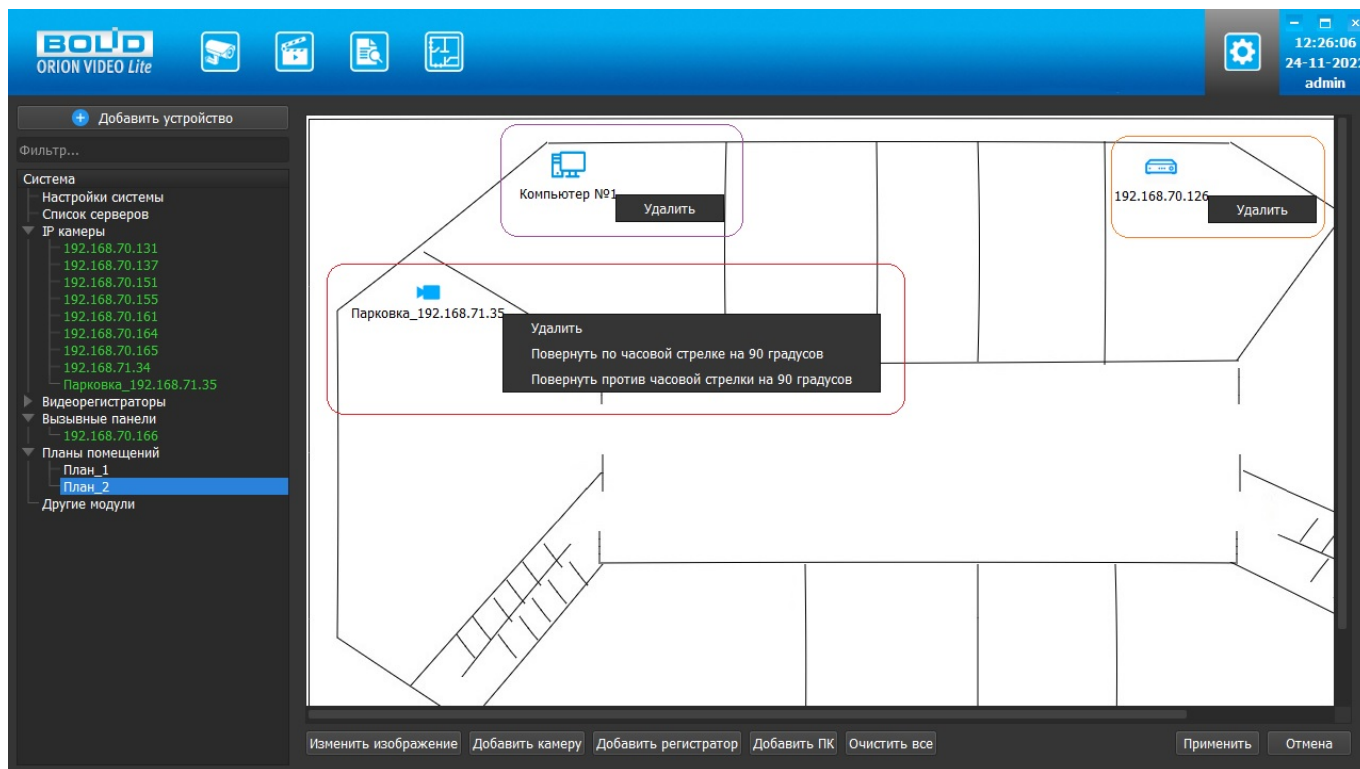 BOLID
ORION VIDEO Lite
12:26:06
24-11-202
admin
Добавить устройство
Фильтр...
Система
Настройки системы
Список серверов
IP камеры
192.168.70.131
192.168.70.137
192.168.70.151
192.168.70.155
192.168.70.161
192.168.70.164
192.168.70.165
192.168.71.34
Парковка_192.168.71.35
Видеорегистраторы
Вызывные панели
192.168.70.166
Планы помещений
План_1
План_2
Другие модули
Компьютер №1
Удалить
192.168.70.126
Удалить
Парковка_192.168.71.35
Удалить
Повернуть по часовой стрелке на 90 градусов
Повернуть против часовой стрелки на 90 градусов
Изменить изображение Добавить камеру Добавить регистратор Добавить ПК Очистить все Применить Отмена